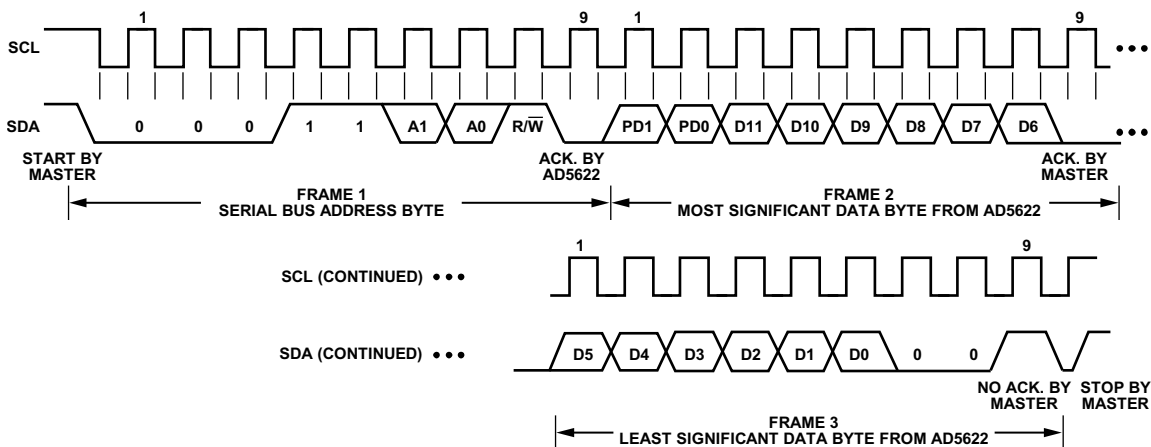 1 9 1 9
SCL
SDA 0 0 0 1 1 A1 A0 R/W̅ PD1 PD0 D11 D10 D9 D8 D7 D6
START BY
MASTER
ACK. BY
AD5622
ACK. BY
MASTER
FRAME 1
SERIAL BUS ADDRESS BYTE
FRAME 2
MOST SIGNIFICANT DATA BYTE FROM AD5622
1 9
SCL (CONTINUED)
SDA (CONTINUED) D5 D4 D3 D2 D1 D0 0 0
NO ACK. BY
MASTER
STOP BY
MASTER
FRAME 3
LEAST SIGNIFICANT DATA BYTE FROM AD5622